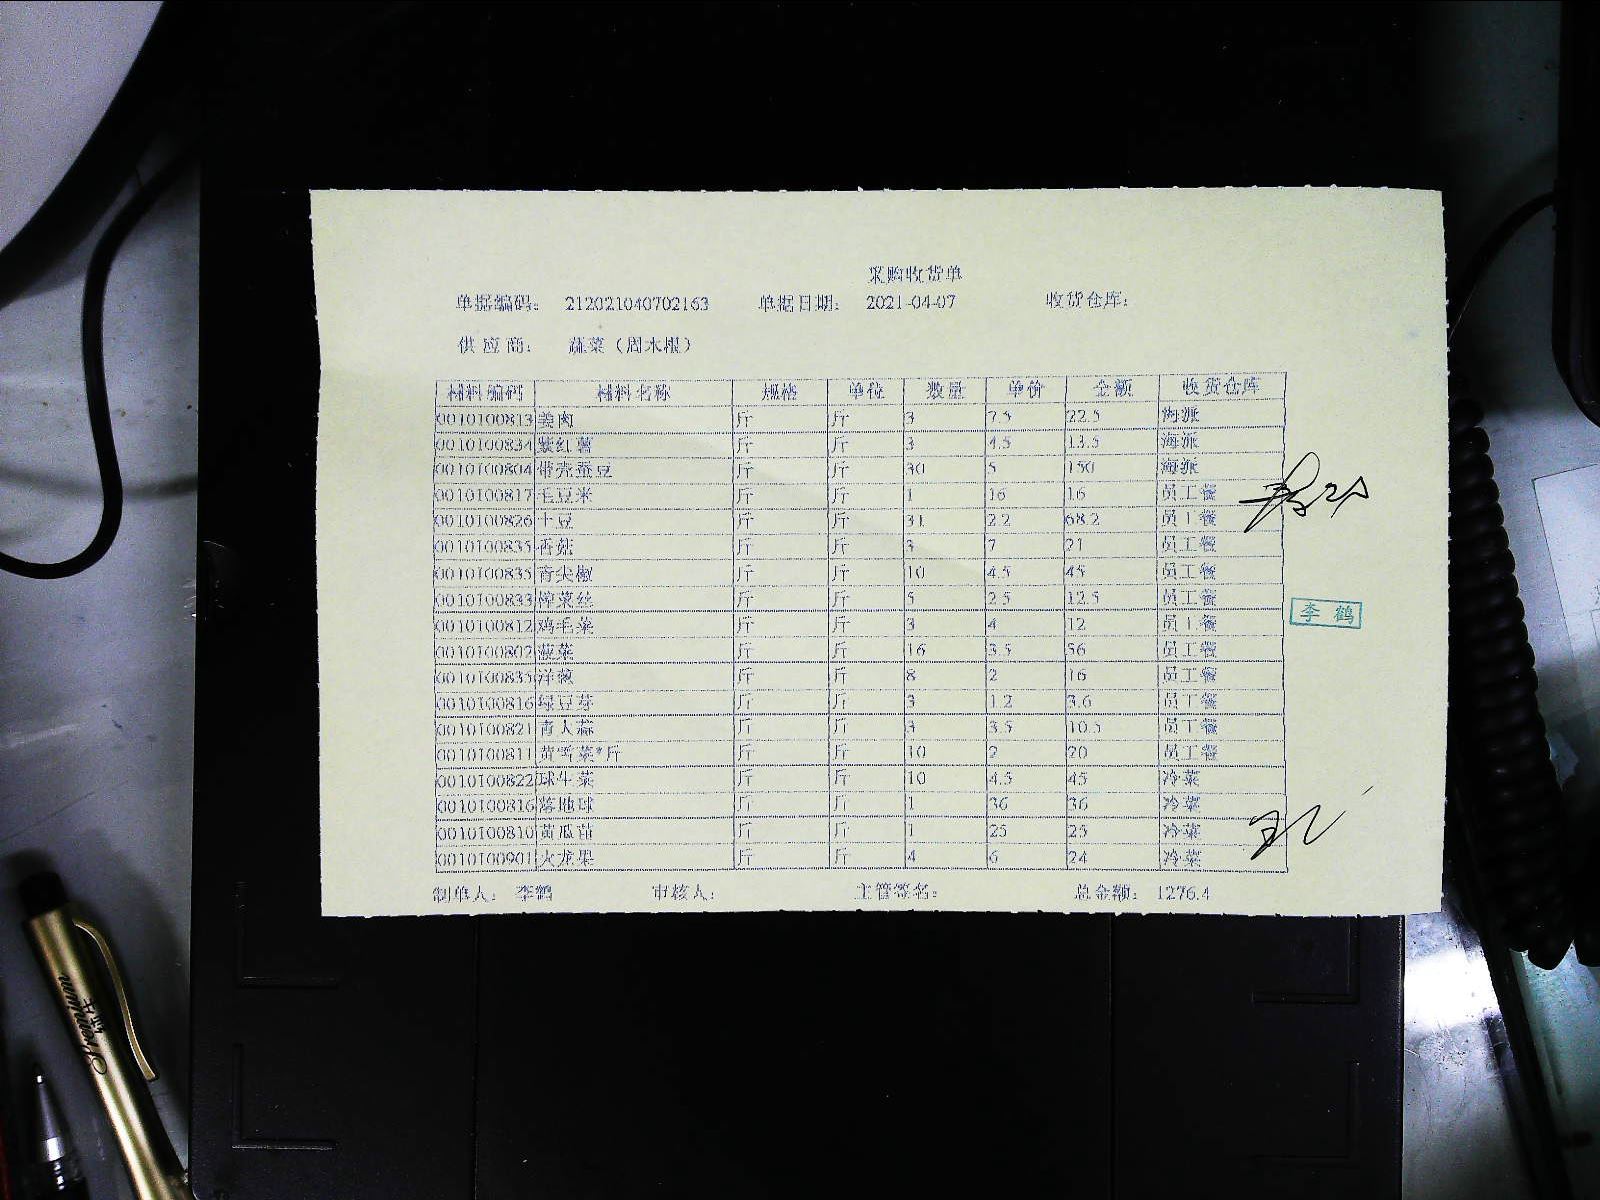 采购收货单
单据编码： 212021040702163 单据日期： 2021-04-07 收货仓库：
供 应 商： 蔬菜（周水根）
材料编码 材料名称 规格 单位 数量 单价 金额 收货仓库
0010100813 姜肉 斤 斤 3 7.5 22.5 海派
0010100834 紫红薯 斤 斤 3 4.5 13.5 海派
0010100804 带壳蚕豆 斤 斤 30 5 150 海派
0010100817 毛豆米 斤 斤 1 16 16 员工餐
0010100826 土豆 斤 斤 31 2.2 68.2 员工餐
0010100835 香菇 斤 斤 3 7 21 员工餐
0010100835 青尖椒 斤 斤 10 4.5 45 员工餐
0010100833 榨菜丝 斤 斤 5 2.5 12.5 员工餐
0010100812 鸡毛菜 斤 斤 3 4 12 员工餐
0010100802 菠菜 斤 斤 16 3.5 56 员工餐
0010100835 洋葱 斤 斤 8 2 16 员工餐
0010100816 绿豆芽 斤 斤 3 1.2 3.6 员工餐
0010100821 青大蒜 斤 斤 3 3.5 10.5 员工餐
0010100811 黄雪菜*斤 斤 斤 10 2 20 员工餐
0010100822 球生菜 斤 斤 10 4.5 45 冷菜
0010100816 落地球 斤 斤 1 36 36 冷菜
0010100810 黄瓜苗 斤 斤 1 25 25 冷菜
0010100901 火龙果 斤 斤 4 6 24 冷菜
制单人： 李鹤 审核人： 主管签名： 总金额： 1276.4
李鹤